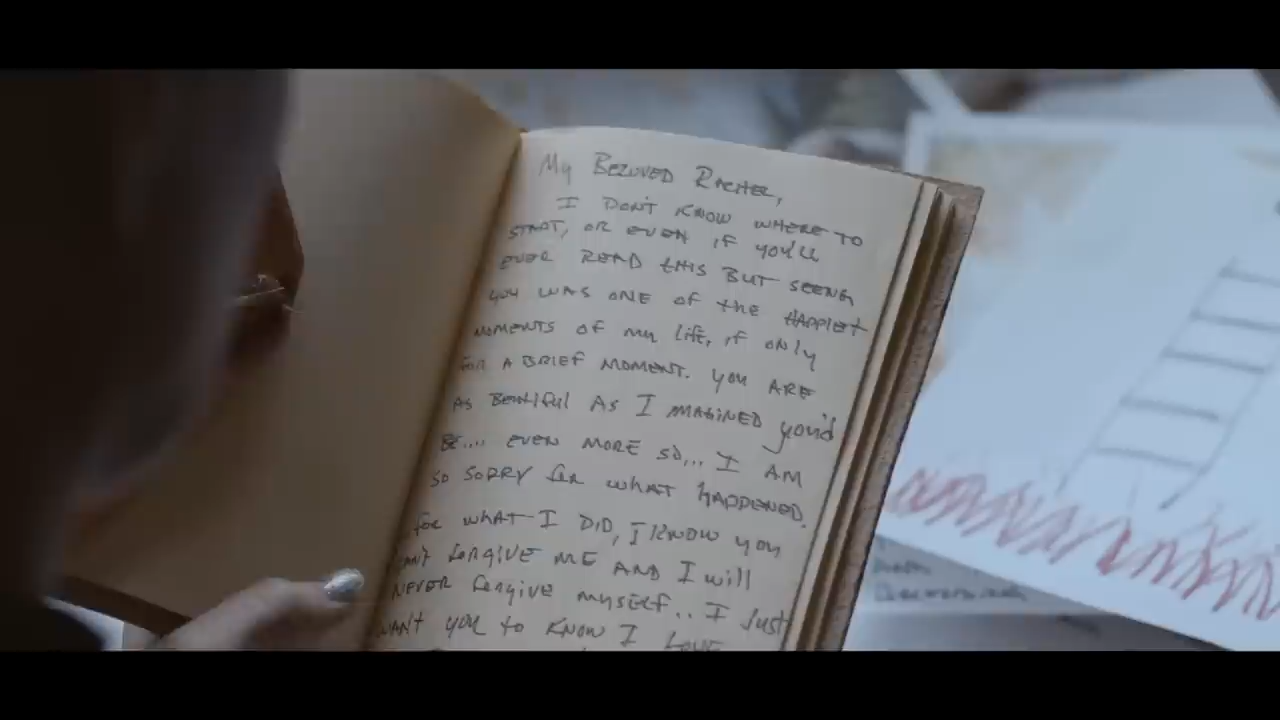 My BELOVED RACHEL,
I DON'T KNOW WHERE TO
START, OR EVEN IF YOU'LL
EVER READ THIS BUT SEEING
YOU WAS ONE OF the HAPPIEST
MOMENTS OF my Life, IF only
FOR A BRIEF MOMENT. YOU ARE
AS BEATIFUL AS I IMAGINED you'd
BE.... EVEN MORE SO... I AM
SO SORRY for WHAT HAPPENED,
for WHAT I DID, I KNOW YOU
CAN'T forgive ME AND I will
NEVER forgive MYSELF.. I Just
WANT YOU to KNOW I LOVE